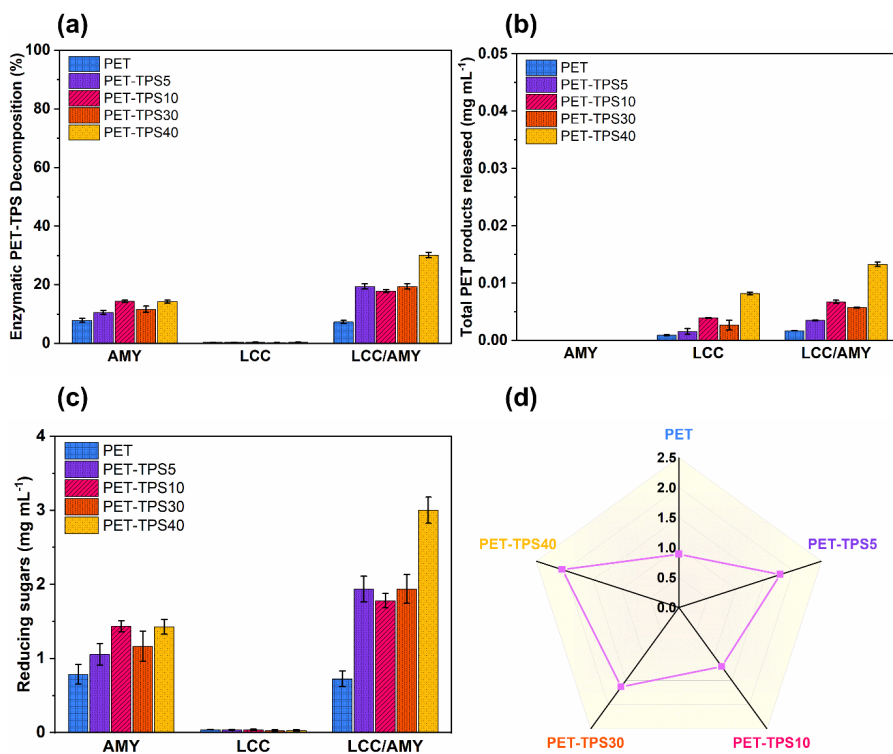 (a)
Enzymatic PET-TPS Decomposition (%)
100
80
60
40
20
0
PET
PET-TPS5
PET-TPS10
PET-TPS30
PET-TPS40
AMY LCC LCC/AMY
(b)
Total PET products released (mg mL⁻¹)
0.05
0.04
0.03
0.02
0.01
0.00
PET
PET-TPS5
PET-TPS10
PET-TPS30
PET-TPS40
AMY LCC LCC/AMY
(c)
Reducing sugars (mg mL⁻¹)
4
3
2
1
0
PET
PET-TPS5
PET-TPS10
PET-TPS30
PET-TPS40
AMY LCC LCC/AMY
(d)
PET
2.5
2.0
1.5
1.0
0.5
0.0
PET-TPS40
PET-TPS5
PET-TPS30
PET-TPS10